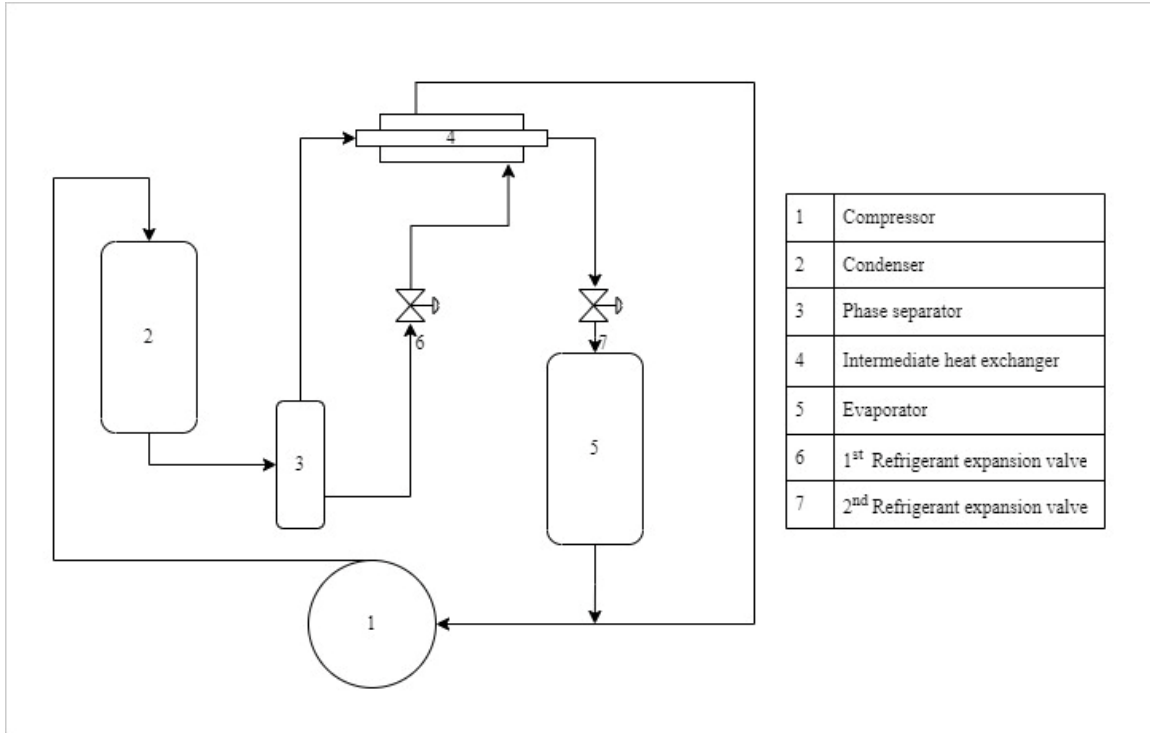 4
2
6
7
3
5
1
1 Compressor
2 Condenser
3 Phase separator
4 Intermediate heat exchanger
5 Evaporator
6 1st Refrigerant expansion valve
7 2nd Refrigerant expansion valve